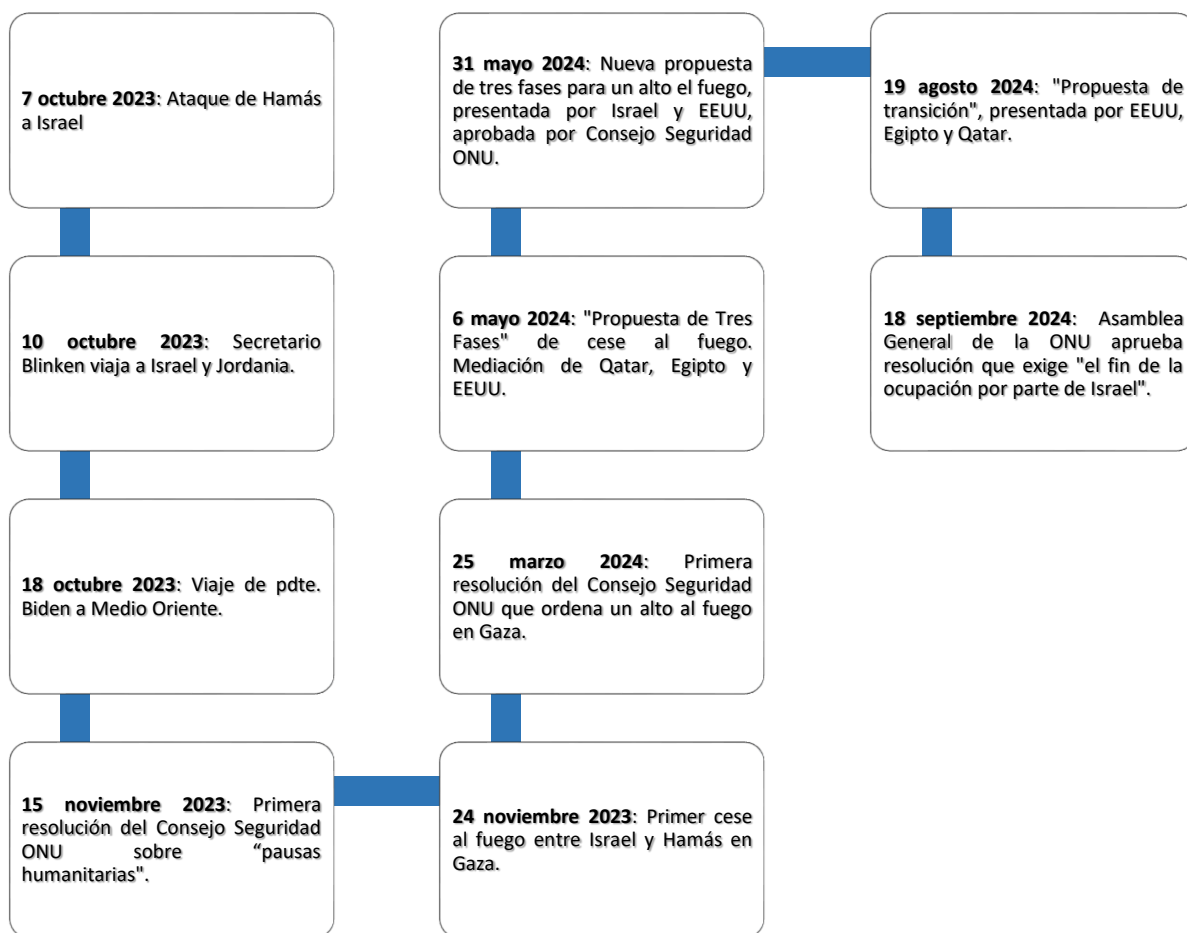 7 octubre 2023: Ataque de Hamás
a Israel
10 octubre 2023: Secretario
Blinken viaja a Israel y Jordania.
18 octubre 2023: Viaje de pdte.
Biden a Medio Oriente.
15 noviembre 2023: Primera
resolución del Consejo Seguridad
ONU sobre “pausas
humanitarias".
24 noviembre 2023: Primer cese
al fuego entre Israel y Hamás en
Gaza.
25 marzo 2024: Primera
resolución del Consejo Seguridad
ONU que ordena un alto al fuego
en Gaza.
6 mayo 2024: "Propuesta de Tres
Fases" de cese al fuego.
Mediación de Qatar, Egipto y
EEUU.
31 mayo 2024: Nueva propuesta
de tres fases para un alto el fuego,
presentada por Israel y EEUU,
aprobada por Consejo Seguridad
ONU.
19 agosto 2024: "Propuesta de
transición", presentada por EEUU,
Egipto y Qatar.
18 septiembre 2024: Asamblea
General de la ONU aprueba
resolución que exige "el fin de la
ocupación por parte de Israel".